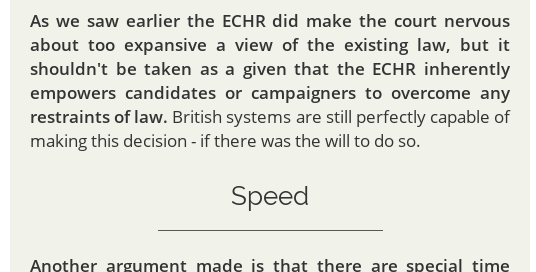 As we saw earlier the ECHR did make the court nervous
about too expansive a view of the existing law, but it
shouldn't be taken as a given that the ECHR inherently
empowers candidates or campaigners to overcome any
restraints of law. British systems are still perfectly capable of
making this decision - if there was the will to do so.
Speed
Another argument made is that there are special time